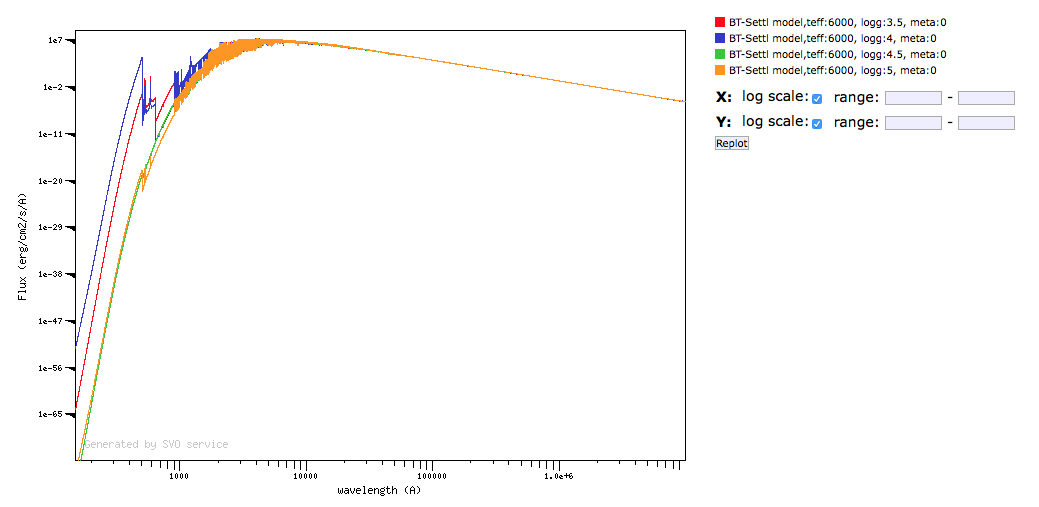 BT-Settl model,teff:6000, logg:3.5, meta:0
BT-Settl model,teff:6000, logg:4, meta:0
BT-Settl model,teff:6000, logg:4.5, meta:0
BT-Settl model,teff:6000, logg:5, meta:0
X: log scale: range: -
Y: log scale: range: -
Replot
1e7
1e-2
1e-11
1e-20
1e-29
1e-38
1e-47
1e-56
1e-65
Flux (erg/cm2/s/A)
Generated by SVO service
1000 10000 100000 1.0e+6
wavelength (A)